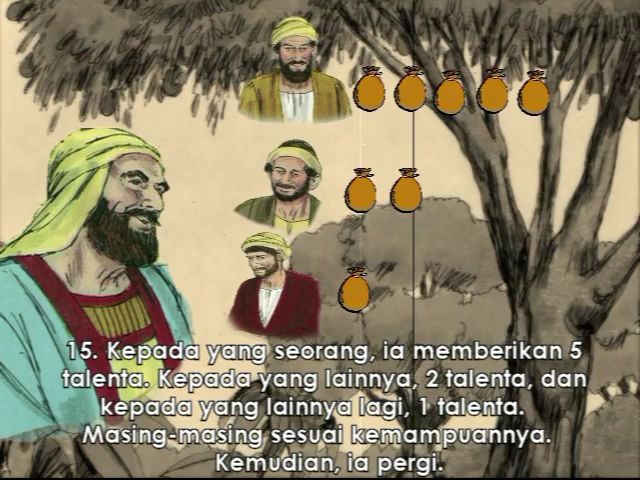 15. Kepada yang seorang, ia memberikan 5
talenta. Kepada yang lainnya, 2 talenta, dan
kepada yang lainnya lagi, 1 talenta.
Masing-masing sesuai kemampuannya.
Kemudian, ia pergi.